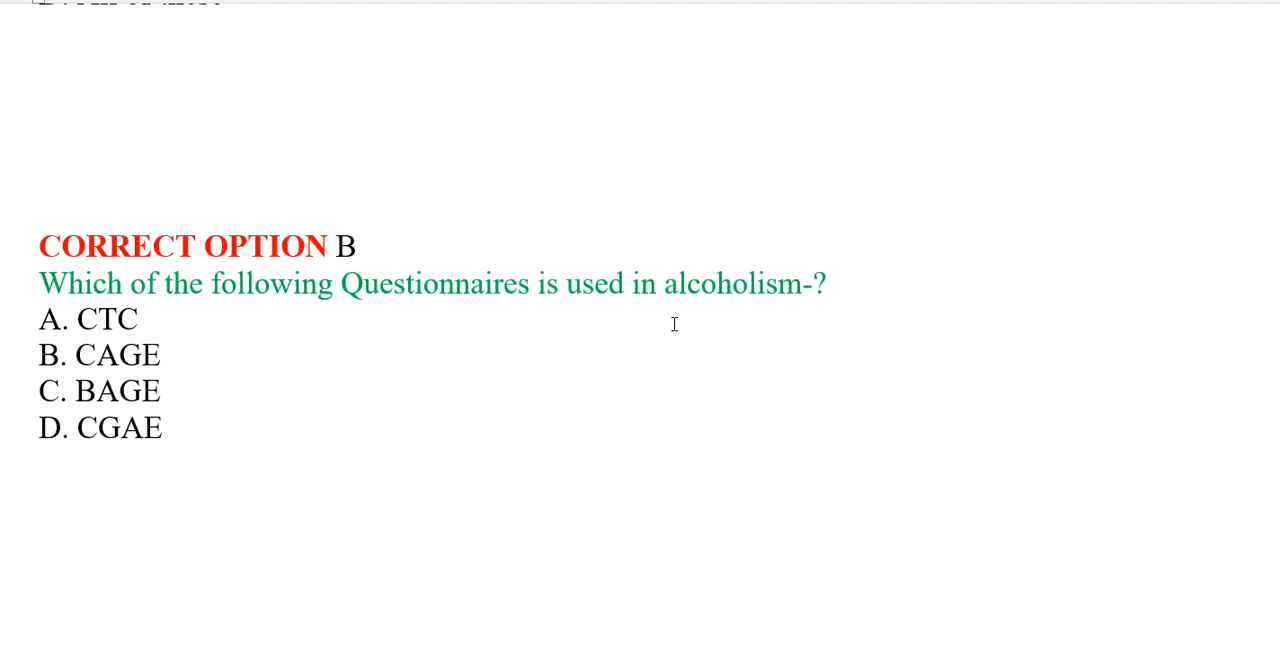 CORRECT OPTION B
Which of the following Questionnaires is used in alcoholism-?
A. CTC
B. CAGE
C. BAGE
D. CGAE